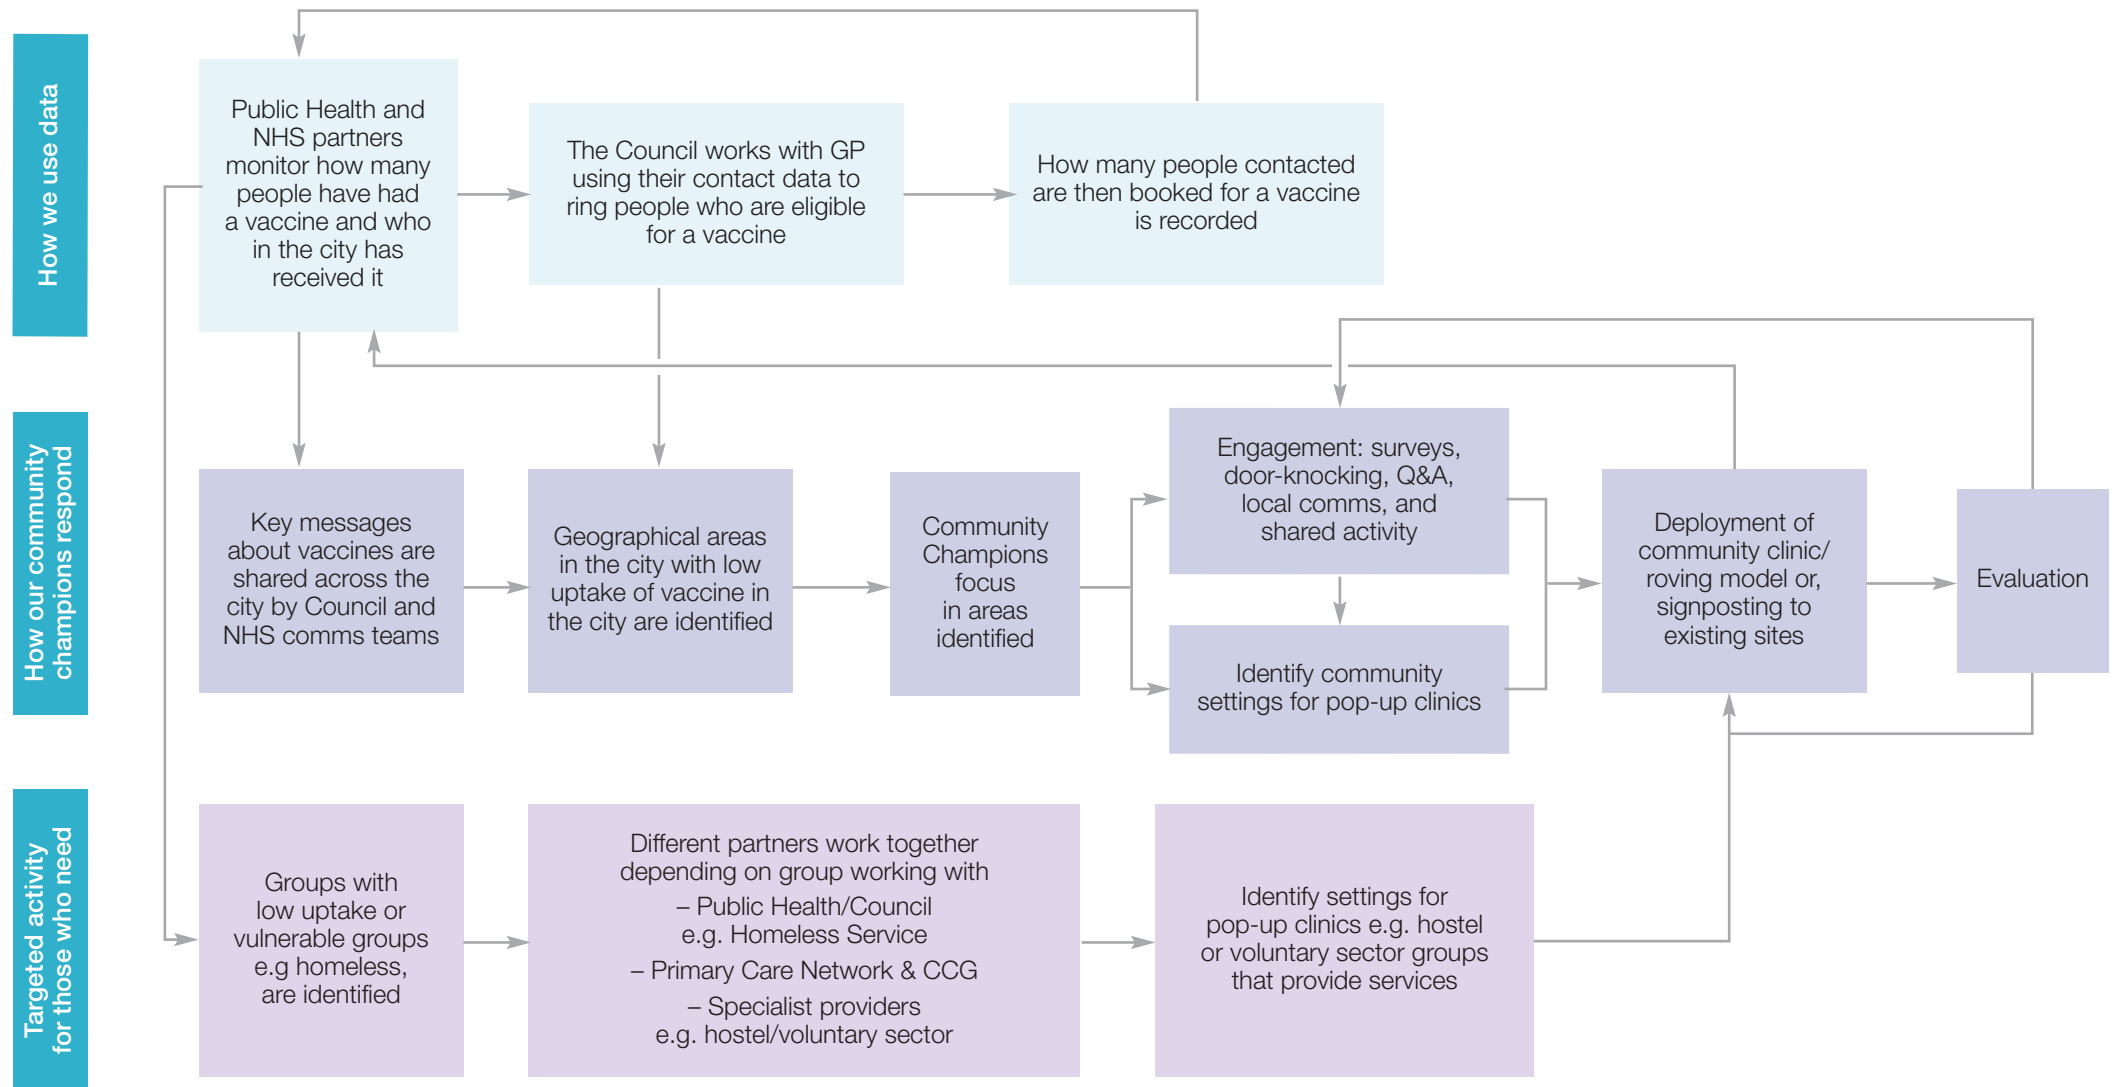 How we use data
Public Health and
NHS partners
monitor how many
people have had
a vaccine and who
in the city has
received it
The Council works with GP
using their contact data to
ring people who are eligible
for a vaccine
How many people contacted
are then booked for a vaccine
is recorded
How our community
champions respond
Key messages
about vaccines are
shared across the
city by Council and
NHS comms teams
Geographical areas
in the city with low
uptake of vaccine in
the city are identified
Community
Champions
focus
in areas
identified
Engagement: surveys,
door-knocking, Q&A,
local comms, and
shared activity
Identify community
settings for pop-up clinics
Deployment of
community clinic/
roving model or,
signposting to
existing sites
Evaluation
Targeted activity
for those who need
Groups with
low uptake or
vulnerable groups
e.g homeless,
are identified
Different partners work together
depending on group working with
– Public Health/Council
e.g. Homeless Service
– Primary Care Network & CCG
– Specialist providers
e.g. hostel/voluntary sector
Identify settings for
pop-up clinics e.g. hostel
or voluntary sector groups
that provide services